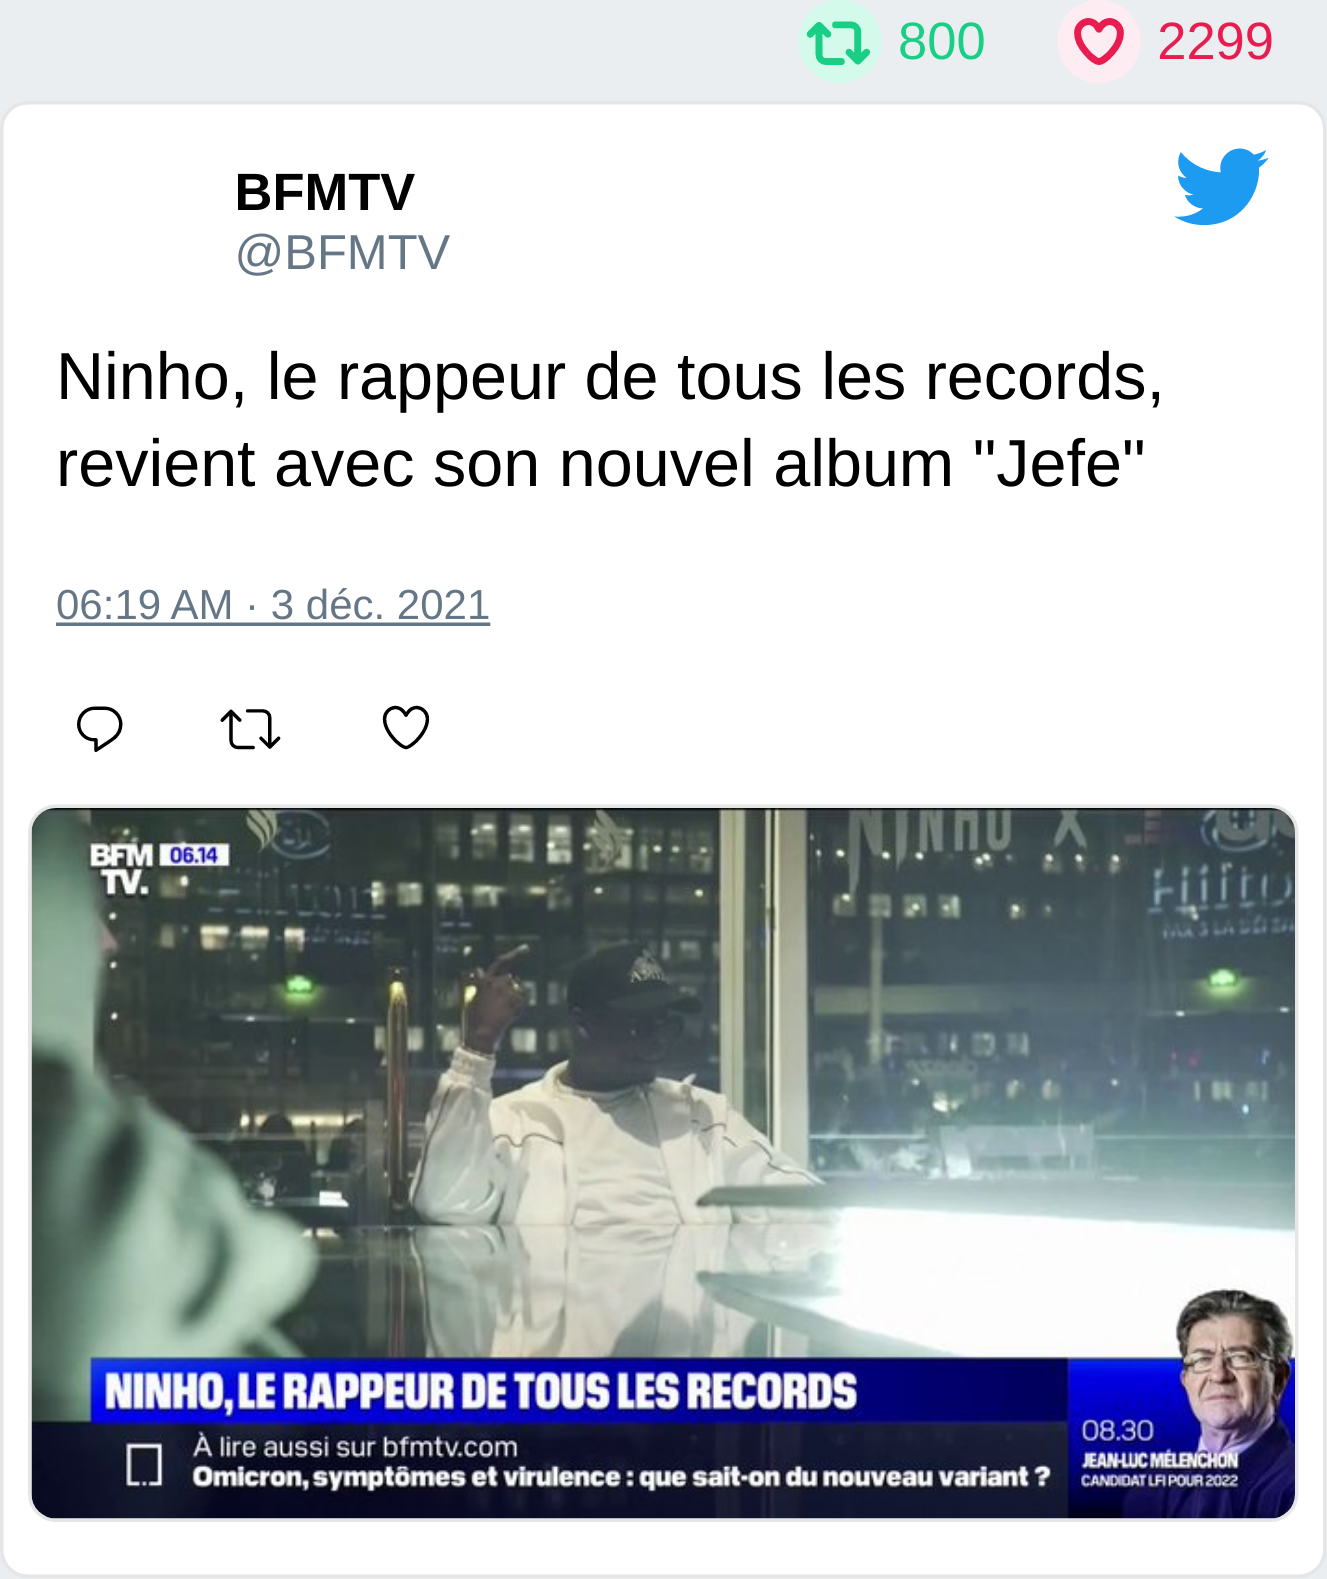 800 2299
BFMTV
@BFMTV
Ninho, le rappeur de tous les records,
revient avec son nouvel album "Jefe"
06:19 AM · 3 déc. 2021
BFM 06.14
TV.
NINHO X
NINHO, LE RAPPEUR DE TOUS LES RECORDS
À lire aussi sur bfmtv.com
Omicron, symptômes et virulence : que sait-on du nouveau variant ?
08.30
JEAN-LUC MÉLENCHON
CANDIDAT LFI POUR 2022